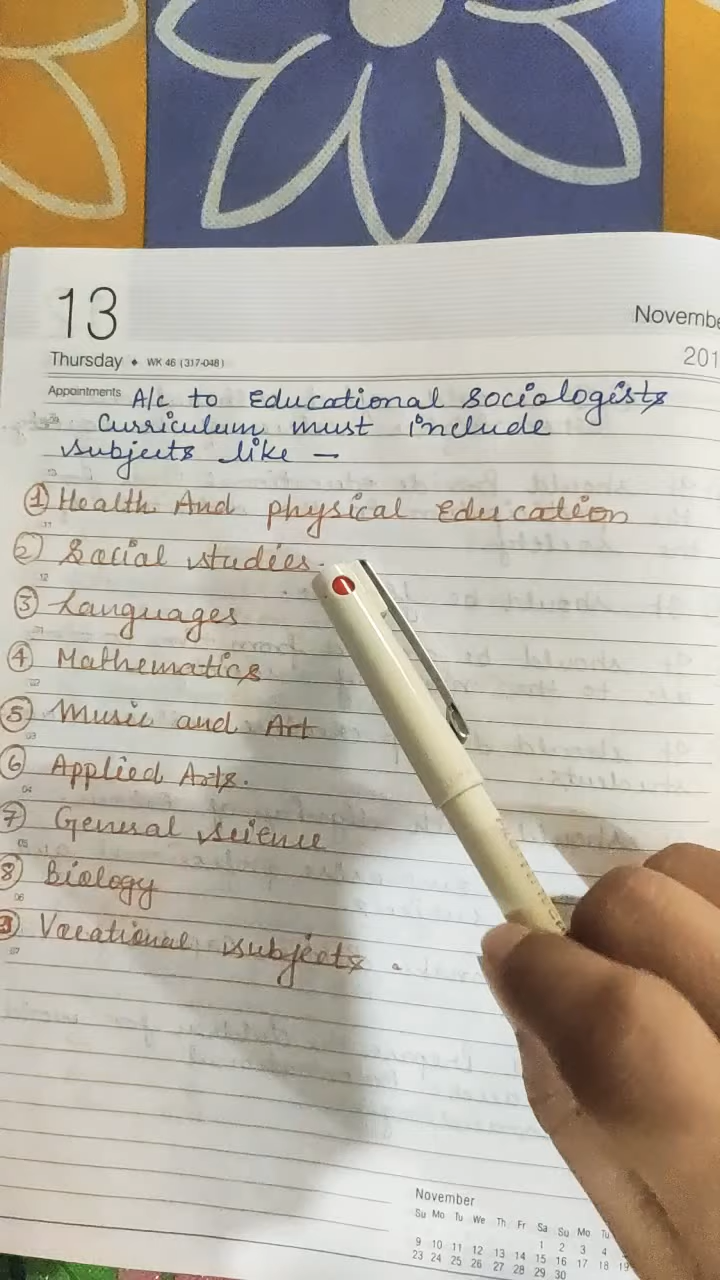 13
Novembe
Thursday ♦ WK 46 (317-048)
201
Appointments A/c to Educational Sociologists
Curriculum must include
subjects like –
① Health And physical Education
② Social studies.
③ Languages
④ Mathematics
⑤ Music and Art
⑥ Applied Arts.
⑦ General science
⑧ Biology
⑨ Vocational subjects.
November
Su Mo Tu We Th Fr Sa Su Mo Tu
1 2 3 4
9 10 11 12 13 14 15 16 17 18 19
23 24 25 26 27 28 29 30